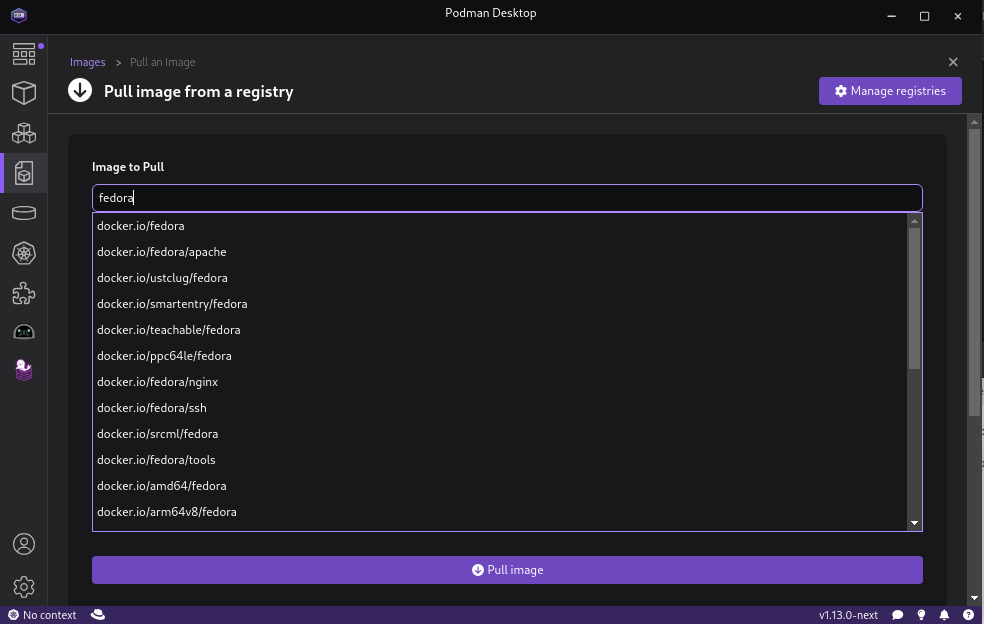 Podman Desktop
Images > Pull an Image
Pull image from a registry
Manage registries
Image to Pull
fedora
docker.io/fedora
docker.io/fedora/apache
docker.io/ustclug/fedora
docker.io/smartentry/fedora
docker.io/teachable/fedora
docker.io/ppc64le/fedora
docker.io/fedora/nginx
docker.io/fedora/ssh
docker.io/srcml/fedora
docker.io/fedora/tools
docker.io/amd64/fedora
docker.io/arm64v8/fedora
Pull image
No context
v1.13.0-next